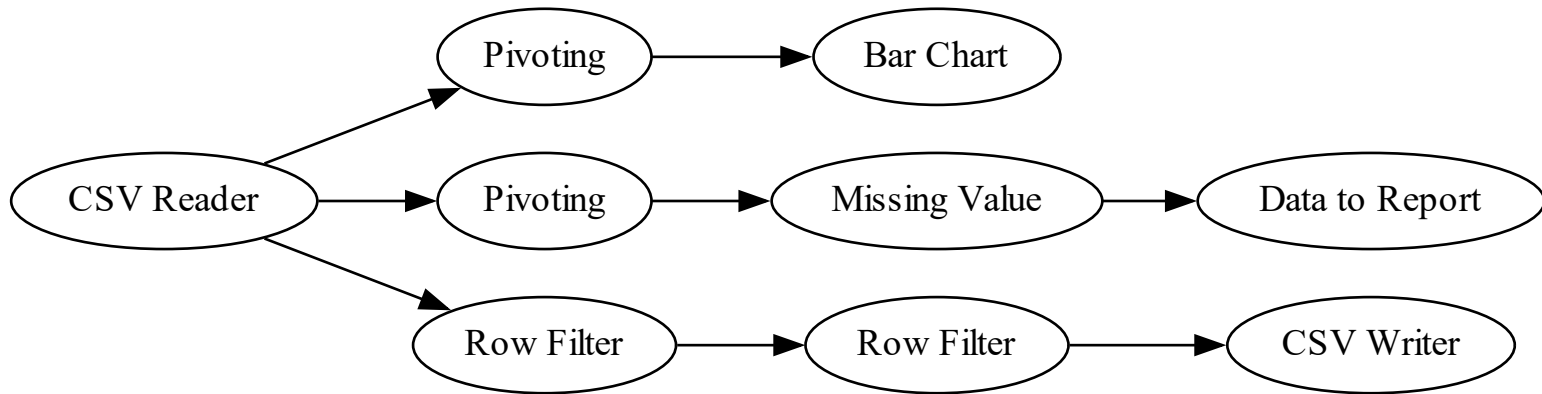 Pivoting
Bar Chart
CSV Reader
Pivoting
Missing Value
Data to Report
Row Filter
Row Filter
CSV Writer